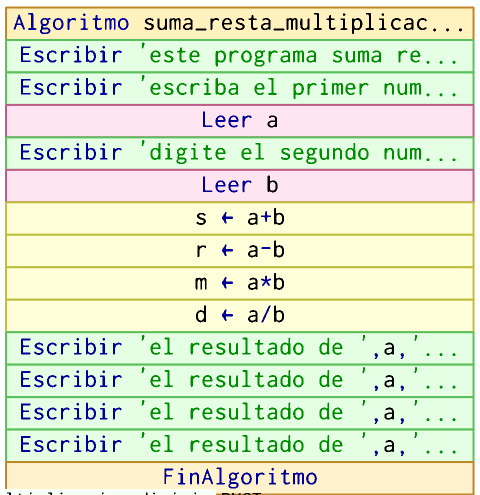 Algoritmo suma_resta_multiplicac...
Escribir 'este programa suma re...
Escribir 'escriba el primer num...
Leer a
Escribir 'digite el segundo num...
Leer b
s ← a+b
r ← a-b
m ← a*b
d ← a/b
Escribir 'el resultado de ',a,'...
Escribir 'el resultado de ',a,'...
Escribir 'el resultado de ',a,'...
Escribir 'el resultado de ',a,'...
FinAlgoritmo